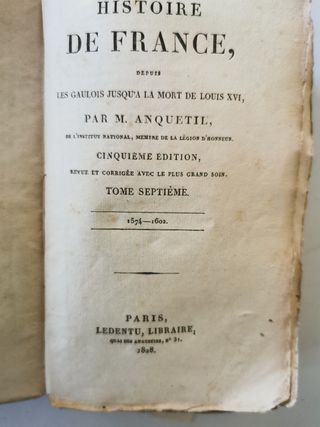 HISTOIRE
DE FRANCE,
DEPUIS
LES GAULOIS JUSQU'A LA MORT DE LOUIS XVI,
PAR M. ANQUETIL,
DE L'INSTITUT NATIONAL, MEMBRE DE LA LÉGION D'HONNEUR.
CINQUIÈME EDITION,
REVUE ET CORRIGÉE AVEC LE PLUS GRAND SOIN.
TOME SEPTIÈME.
1574—1602.
PARIS,
LEDENTU, LIBRAIRE,
QUAI DES AUGUSTINS, N° 31.
1828.